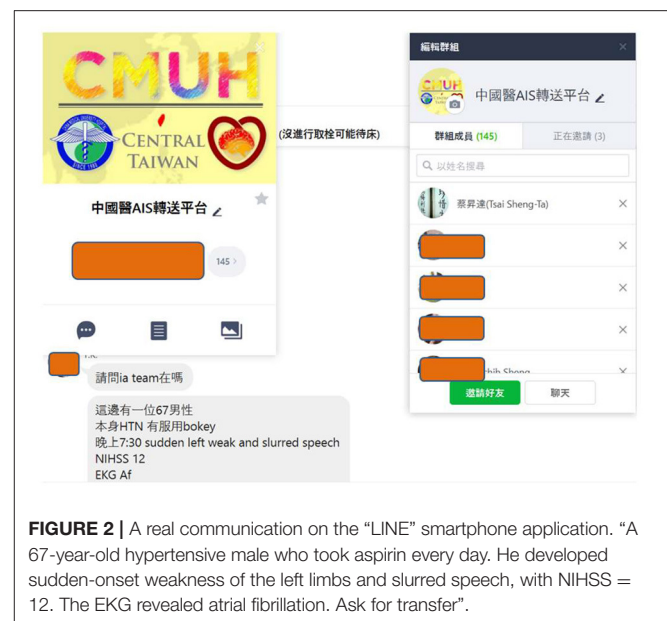 CMUH
CENTRAL
TAIWAN
SINCE 1980
(沒進行取栓可能待床)
中國醫AIS轉送平台
145
請問ia team在嗎
這邊有一位67男性
本身HTN 有服用bokey
晚上7:30 sudden left weak and slurred speech
NIHSS 12
EKG Af
編輯群組
中國醫AIS轉送平台
群組成員 (145)
正在邀請 (3)
以姓名搜尋
蔡昇達(Tsai Sheng-Ta)
Sheng
邀請好友
聊天
FIGURE 2 | A real communication on the “LINE” smartphone application. “A
67-year-old hypertensive male who took aspirin every day. He developed
sudden-onset weakness of the left limbs and slurred speech, with NIHSS =
12. The EKG revealed atrial fibrillation. Ask for transfer”.